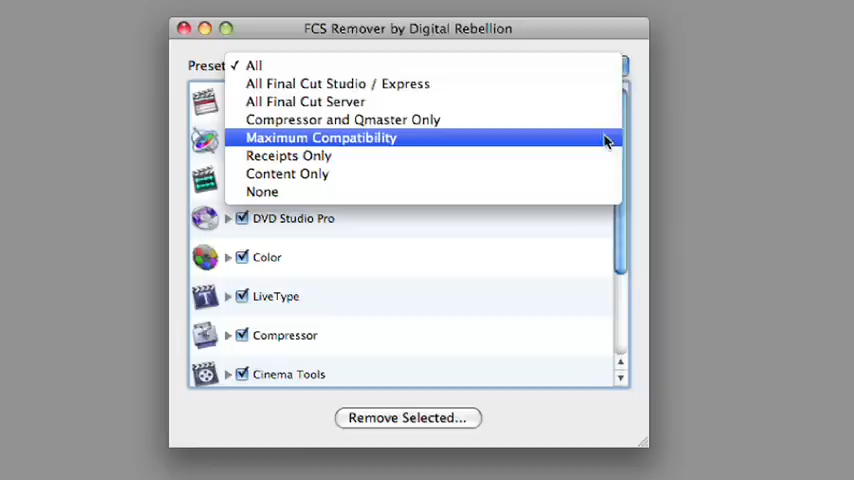 FCS Remover by Digital Rebellion
Preset
✓ All
All Final Cut Studio / Express
All Final Cut Server
Compressor and Qmaster Only
Maximum Compatibility
Receipts Only
Content Only
None
DVD Studio Pro
Color
LiveType
Compressor
Cinema Tools
Remove Selected...